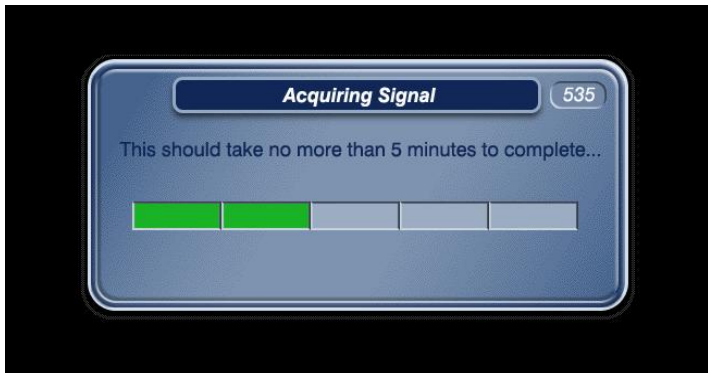 Acquiring Signal
535
This should take no more than 5 minutes to complete...